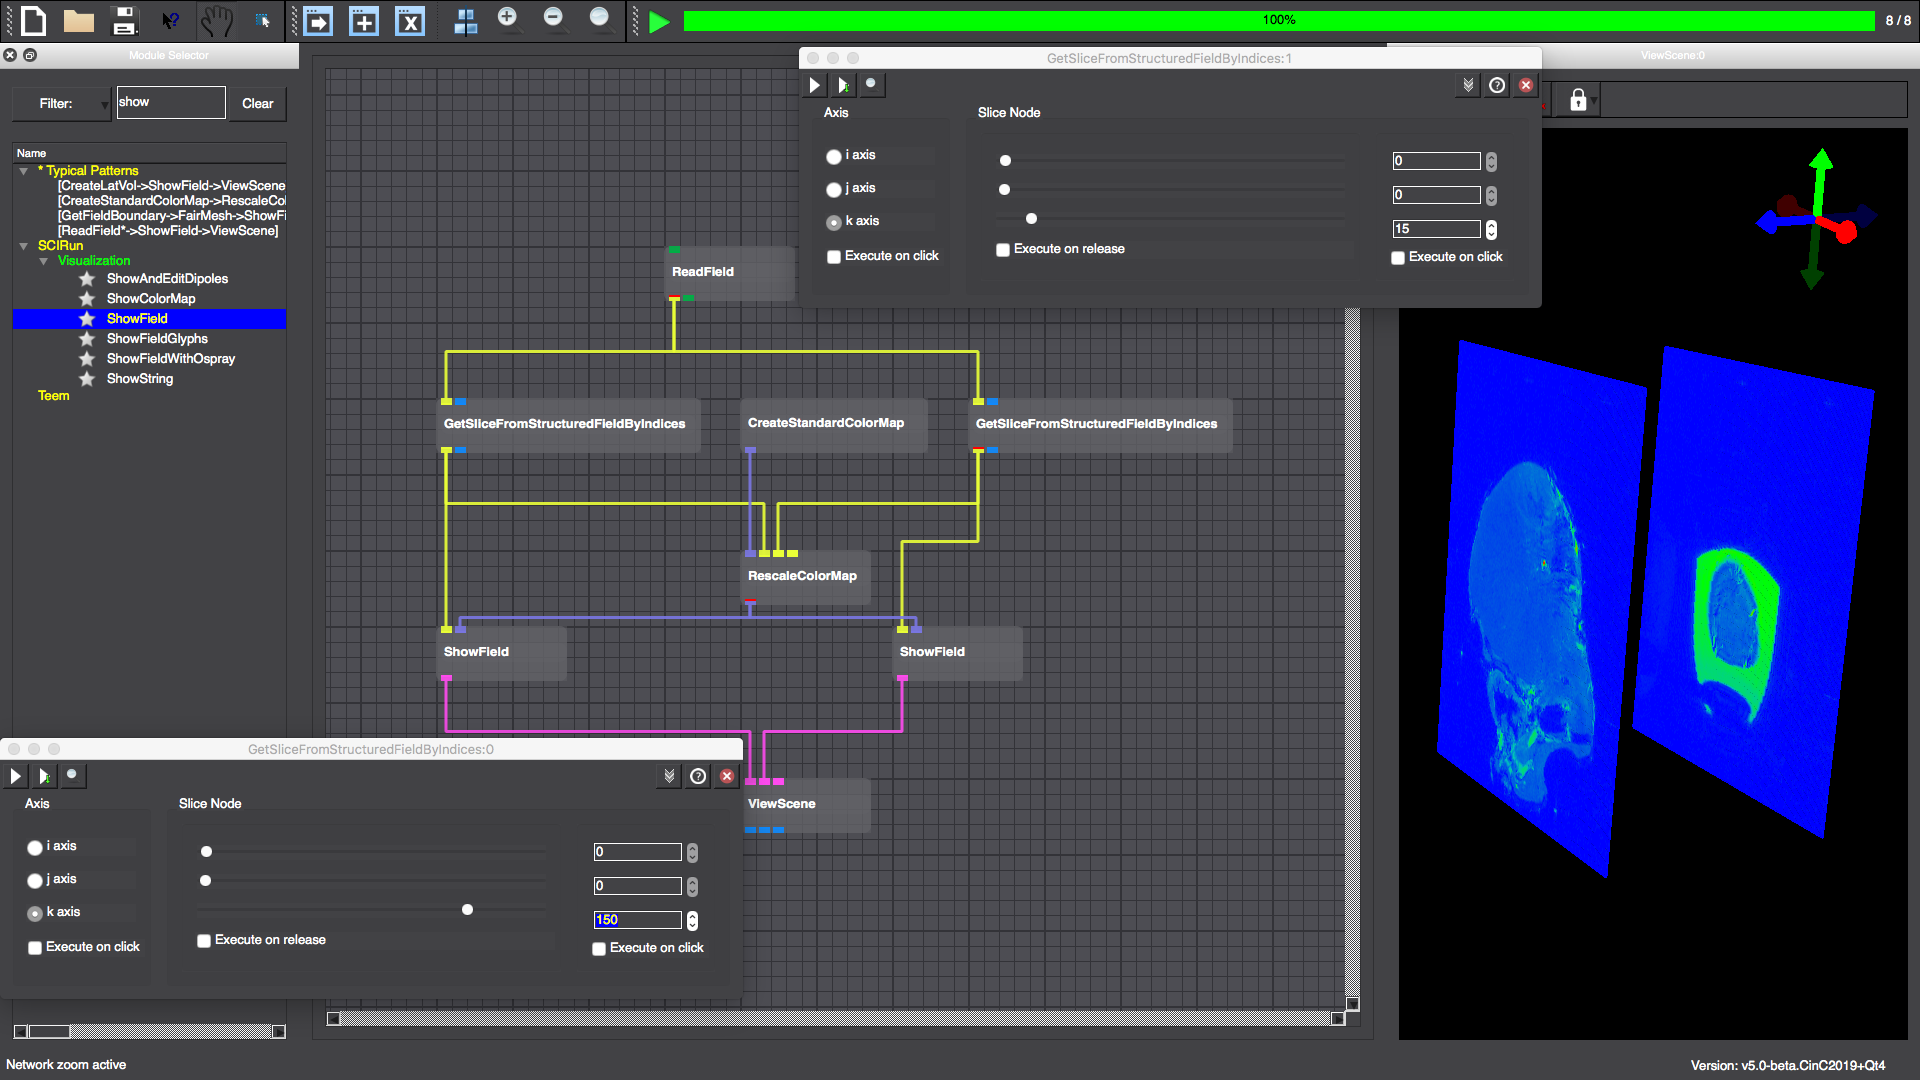 100%
8 / 8
Module Selector
GetSliceFromStructuredFieldByIndices:1
ViewScene:0
Filter:
show
Clear
Name
* Typical Patterns
[CreateLatVol->ShowField->ViewScene
[CreateStandardColorMap->RescaleCol
[GetFieldBoundary->FairMesh->ShowFi
[ReadField*->ShowField->ViewScene]
SCIRun
Visualization
ShowAndEditDipoles
ShowColorMap
ShowField
ShowFieldGlyphs
ShowFieldWithOspray
ShowString
Teem
Axis
Slice Node
i axis
0
j axis
0
k axis
15
Execute on click
Execute on release
Execute on click
ReadField
GetSliceFromStructuredFieldByIndices
CreateStandardColorMap
GetSliceFromStructuredFieldByIndices
RescaleColorMap
ShowField
ShowField
ViewScene
GetSliceFromStructuredFieldByIndices:0
Axis
Slice Node
i axis
0
j axis
0
k axis
150
Execute on click
Execute on release
Execute on click
Network zoom active
Version: v5.0-beta.CinC2019+Qt4